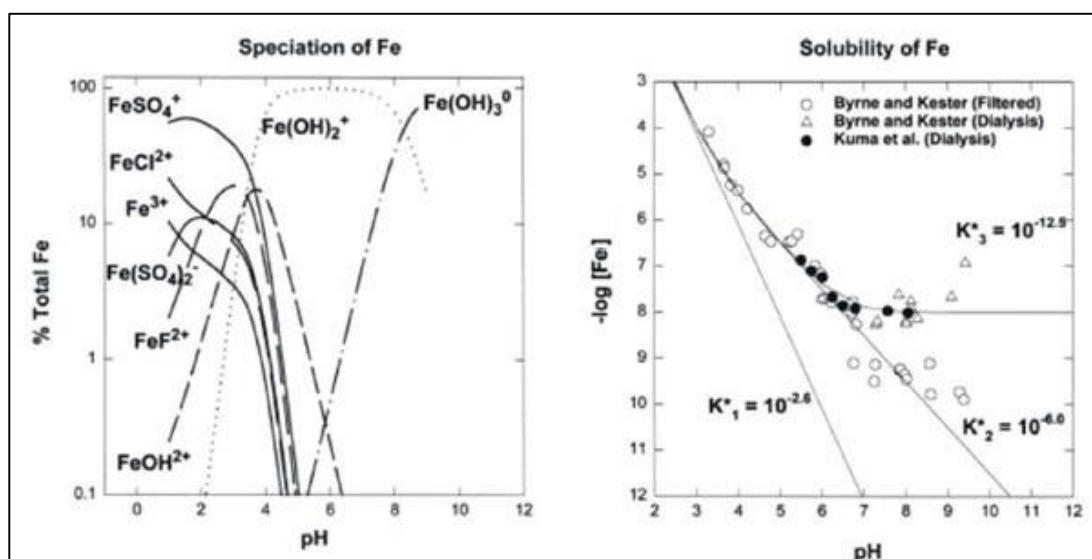 Speciation of Fe
100
10
1
0.1
% Total Fe
FeSO₄⁺
FeCl²⁺
Fe³⁺
Fe(SO₄)₂⁻
FeF²⁺
FeOH²⁺
Fe(OH)₂⁺
Fe(OH)₃⁰
0 2 4 6 8 10 12
pH
Solubility of Fe
3
4
5
6
7
8
9
10
11
12
-log [Fe]
Byrne and Kester (Filtered)
Byrne and Kester (Dialysis)
Kuma et al. (Dialysis)
K*₃ = 10⁻¹²·⁵
K*₁ = 10⁻²·⁶
K*₂ = 10⁻⁶·⁰
2 3 4 5 6 7 8 9 10 11 12
pH